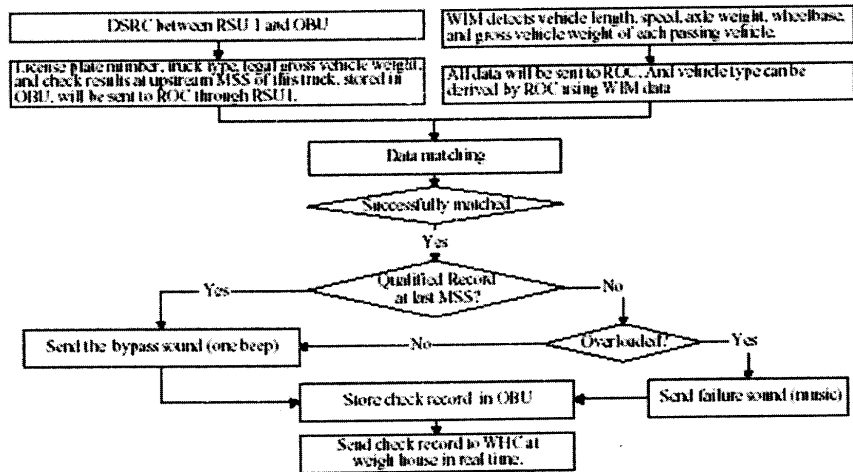 DSRC between RSU 1 and OBU
WIM detects vehicle length, speed, axle weight, wheelbase,
and gross vehicle weight of each passing vehicle.
License plate number, truck type, legal gross vehicle weight,
and check results at upstream MSS of this truck, stored in
OBU, will be sent to ROC through RSU1.
All data will be sent to ROC. And vehicle type can be
derived by ROC using WIM data
Data matching
Successfully matched
Yes
Qualified Record
at last MSS?
Yes
No
Send the bypass sound (one beep)
No
Overloaded?
Yes
Store check record in OBU
Send failure sound (music)
Send check record to WHC at
weigh house in real time.